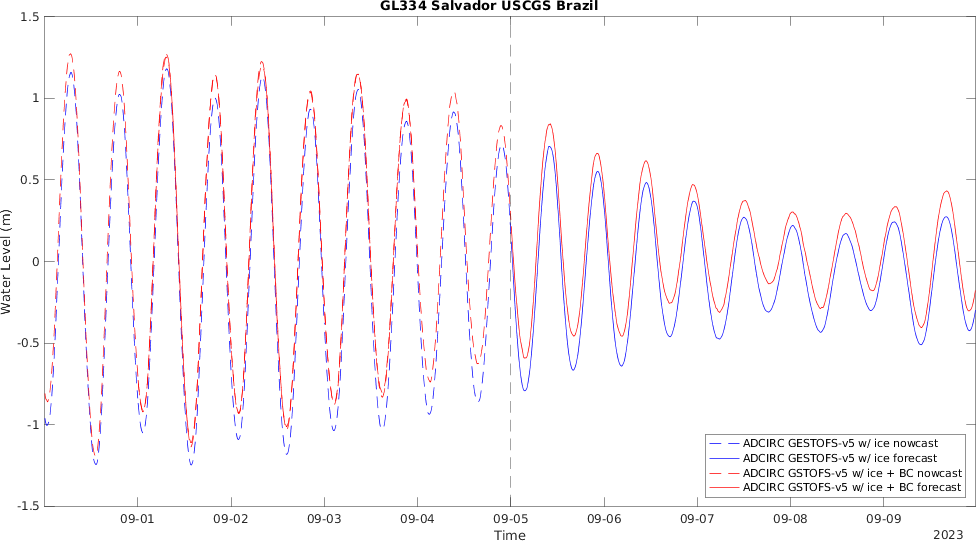 GL334 Salvador USCGS Brazil
1.5
1
0.5
0
-0.5
-1
-1.5
Water Level (m)
09-01
09-02
09-03
09-04
09-05
09-06
09-07
09-08
09-09
Time
2023
ADCIRC GESTOFS-v5 w/ ice nowcast
ADCIRC GESTOFS-v5 w/ ice forecast
ADCIRC GSTOFS-v5 w/ ice + BC nowcast
ADCIRC GSTOFS-v5 w/ ice + BC forecast